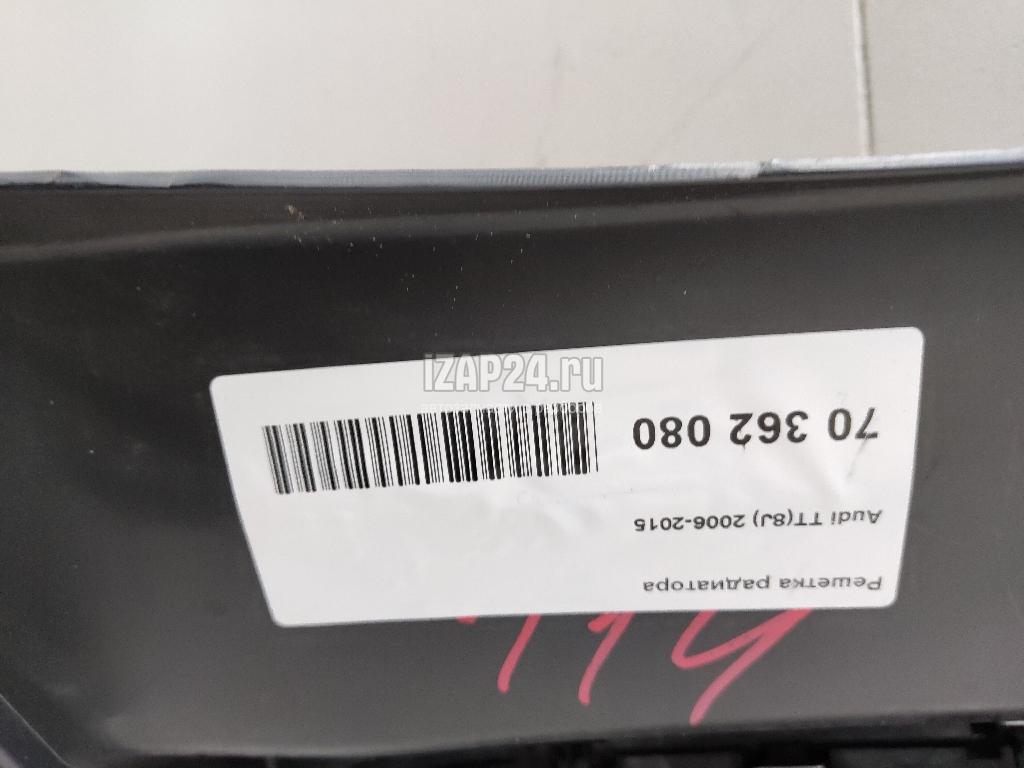 Решетка радиатора
Audi TT(8J) 2006-2015
70 362 080
iZAP24.ru